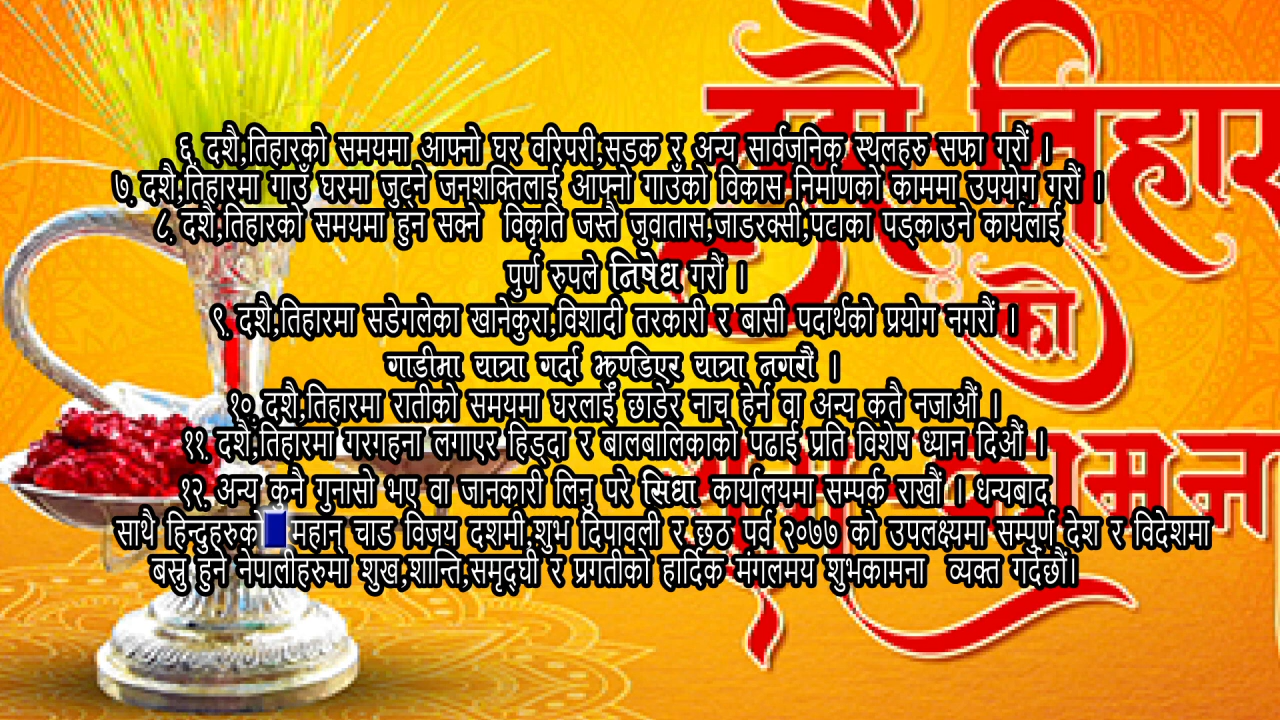 दशै तिहार
को
शुभकामना
६. दशै,तिहारको समयमा आफ्नो घर वरिपरी,सडक र अन्य सार्वजनिक स्थलहरु सफा गरौं ।
७. दशै,तिहारमा गाउँ घरमा जुट्ने जनशक्तिलाई आफ्नो गाउँको विकास निर्माणको काममा उपयोग गरौं ।
८. दशै,तिहारको समयमा हुन सक्ने विकृति जस्तै जुवातास,जाडरक्सी,पटाका पड्काउने कार्यलाई
पुर्ण रुपले निषेध गरौं ।
९. दशै,तिहारमा सडेगलेका खानेकुरा,विशादी तरकारी र बासी पदार्थको प्रयोग नगरौं ।
गाडीमा यात्रा गर्दा झुण्डिएर यात्रा नगरौं ।
१०. दशै,तिहारमा रातीको समयमा घरलाई छाडेर नाच हेर्न वा अन्य कतै नजाऔं ।
११. दशै,तिहारमा गरगहना लगाएर हिड्दा र बालबालिकाको पढाई प्रति विशेष ध्यान दिऔं ।
१२. अन्य कुनै गुनासो भए वा जानकारी लिनु परे सिधा कार्यालयमा सम्पर्क राखौं । धन्यबाद
साथै हिन्दुहरुको महान् चाड विजय दशमी,शुभ दिपावली र छठ पर्व २०७७ को उपलक्ष्यमा सम्पुर्ण देश र विदेशमा
बस्नु हुने नेपालीहरुमा शुख,शान्ति,समृद्घी र प्रगतीको हार्दिक मंगलमय शुभकामना व्यक्त गर्दछौं।